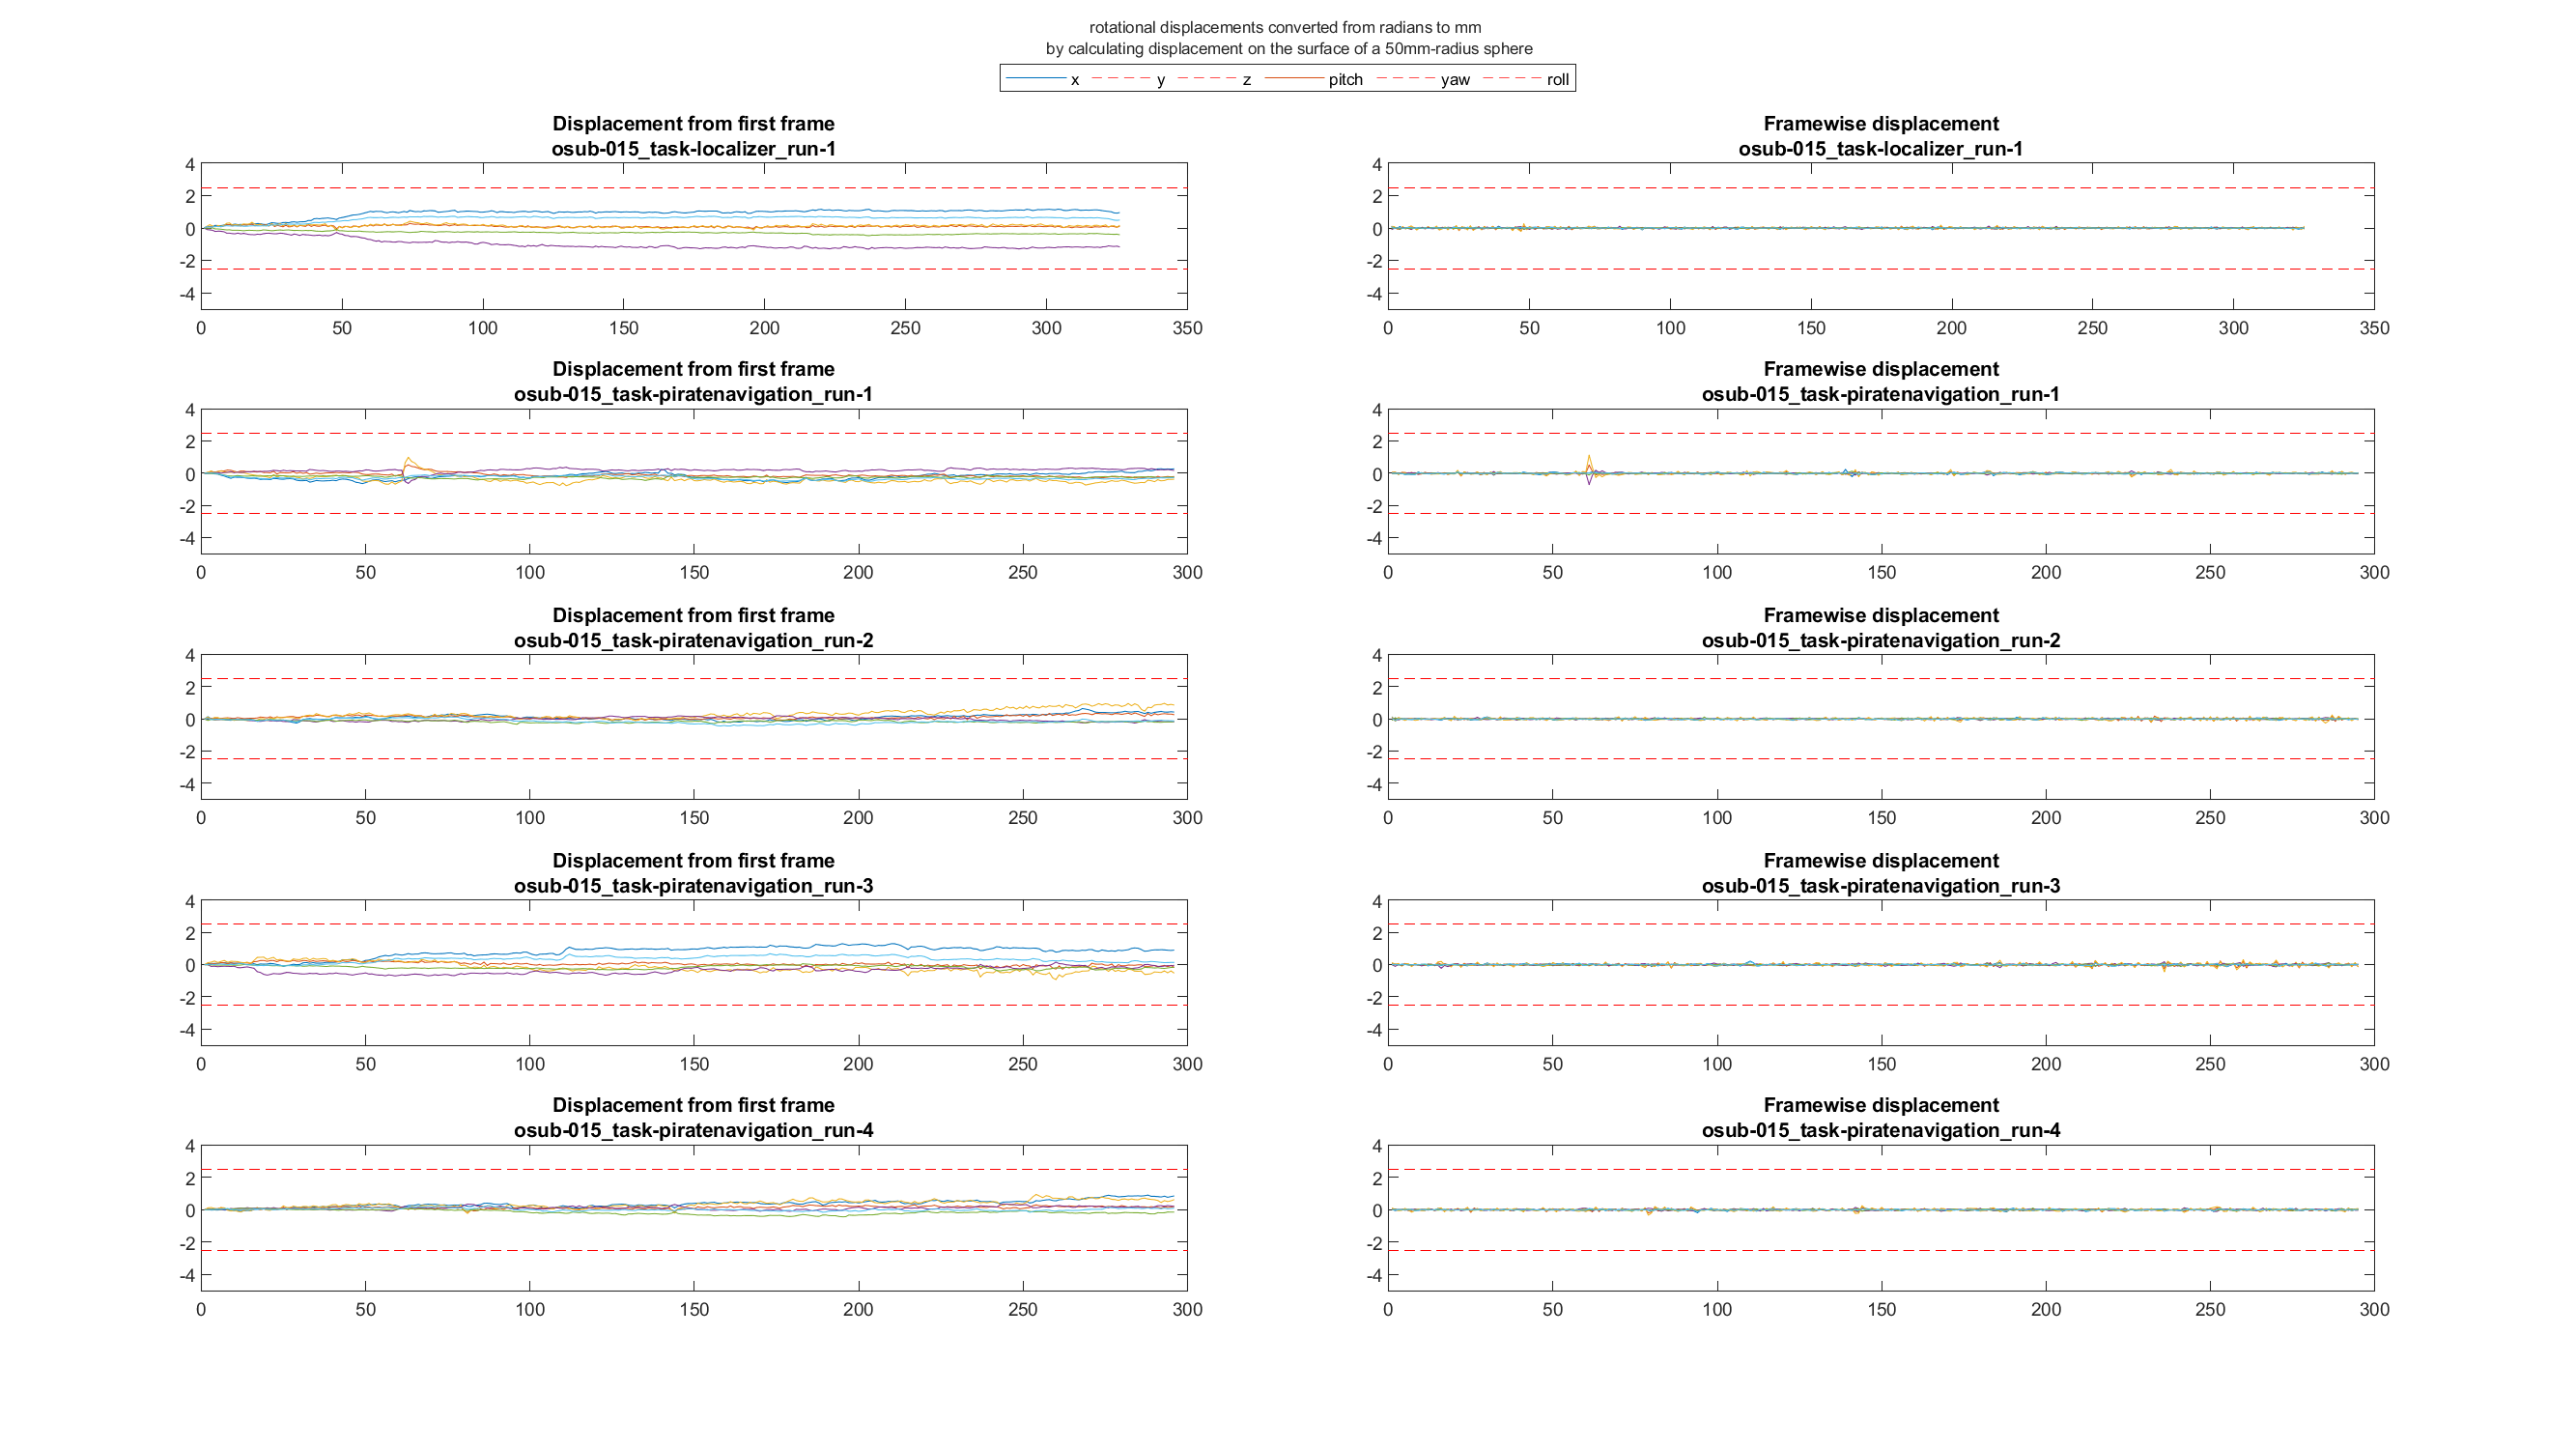 rotational displacements converted from radians to mm
by calculating displacement on the surface of a 50mm-radius sphere
x y z pitch yaw roll
Displacement from first frame
osub-015_task-localizer_run-1
4
2
0
-2
-4
0 50 100 150 200 250 300 350
Framewise displacement
osub-015_task-localizer_run-1
4
2
0
-2
-4
0 50 100 150 200 250 300 350
Displacement from first frame
osub-015_task-piratenavigation_run-1
4
2
0
-2
-4
0 50 100 150 200 250 300
Framewise displacement
osub-015_task-piratenavigation_run-1
4
2
0
-2
-4
0 50 100 150 200 250 300
Displacement from first frame
osub-015_task-piratenavigation_run-2
4
2
0
-2
-4
0 50 100 150 200 250 300
Framewise displacement
osub-015_task-piratenavigation_run-2
4
2
0
-2
-4
0 50 100 150 200 250 300
Displacement from first frame
osub-015_task-piratenavigation_run-3
4
2
0
-2
-4
0 50 100 150 200 250 300
Framewise displacement
osub-015_task-piratenavigation_run-3
4
2
0
-2
-4
0 50 100 150 200 250 300
Displacement from first frame
osub-015_task-piratenavigation_run-4
4
2
0
-2
-4
0 50 100 150 200 250 300
Framewise displacement
osub-015_task-piratenavigation_run-4
4
2
0
-2
-4
0 50 100 150 200 250 300